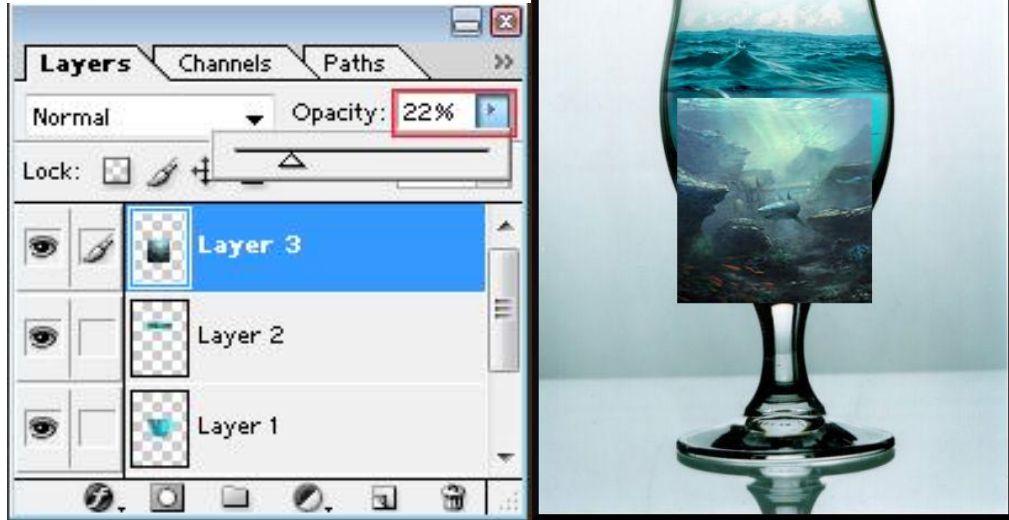 Layers Channels Paths
Normal Opacity: 22%
Lock:
Layer 3
Layer 2
Layer 1